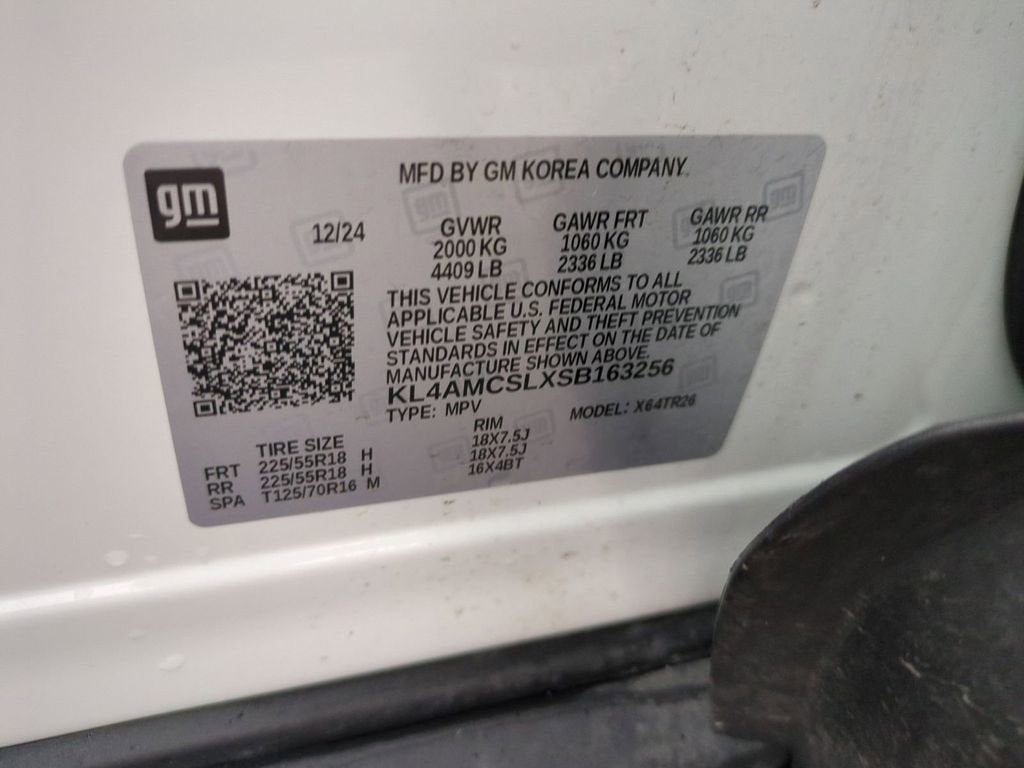 gm
MFD BY GM KOREA COMPANY
12/24
GVWR
2000 KG
4409 LB
GAWR FRT
1060 KG
2336 LB
GAWR RR
1060 KG
2336 LB
THIS VEHICLE CONFORMS TO ALL
APPLICABLE U.S. FEDERAL MOTOR
VEHICLE SAFETY AND THEFT PREVENTION
STANDARDS IN EFFECT ON THE DATE OF
MANUFACTURE SHOWN ABOVE.
KL4AMCSLXSB163256
TYPE: MPV MODEL: X64TR26
TIRE SIZE RIM
FRT 225/55R18 H 18X7.5J
RR 225/55R18 H 18X7.5J
SPA T125/70R16 M 16X4BT